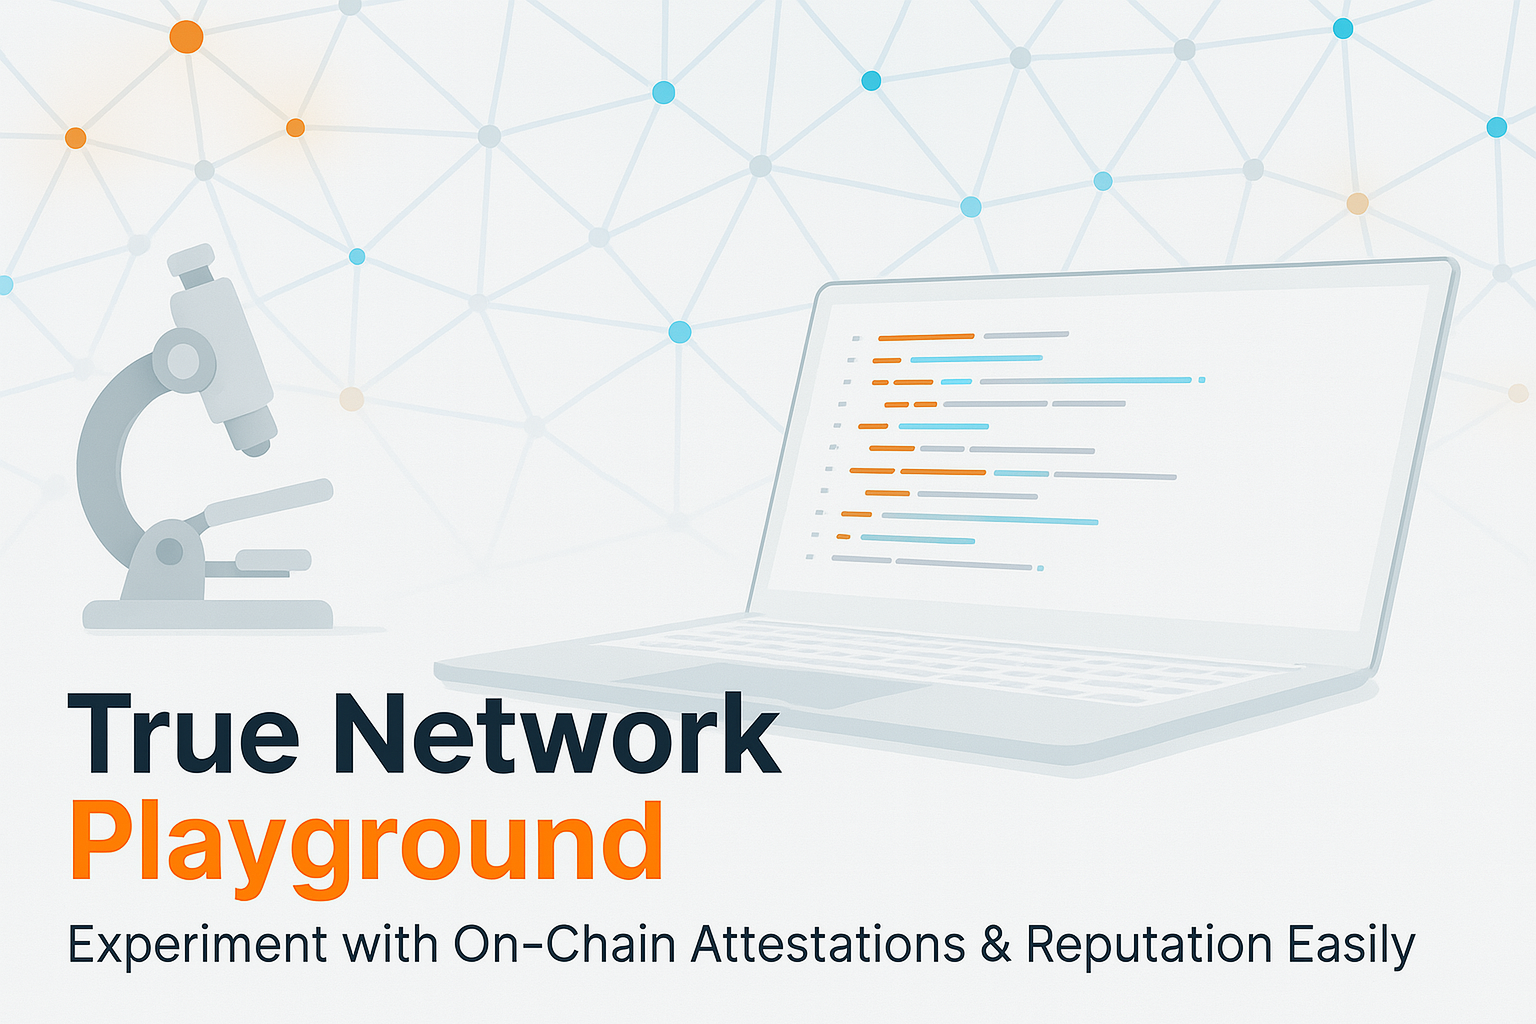 True Network
Playground
Experiment with On-Chain Attestations & Reputation Easily